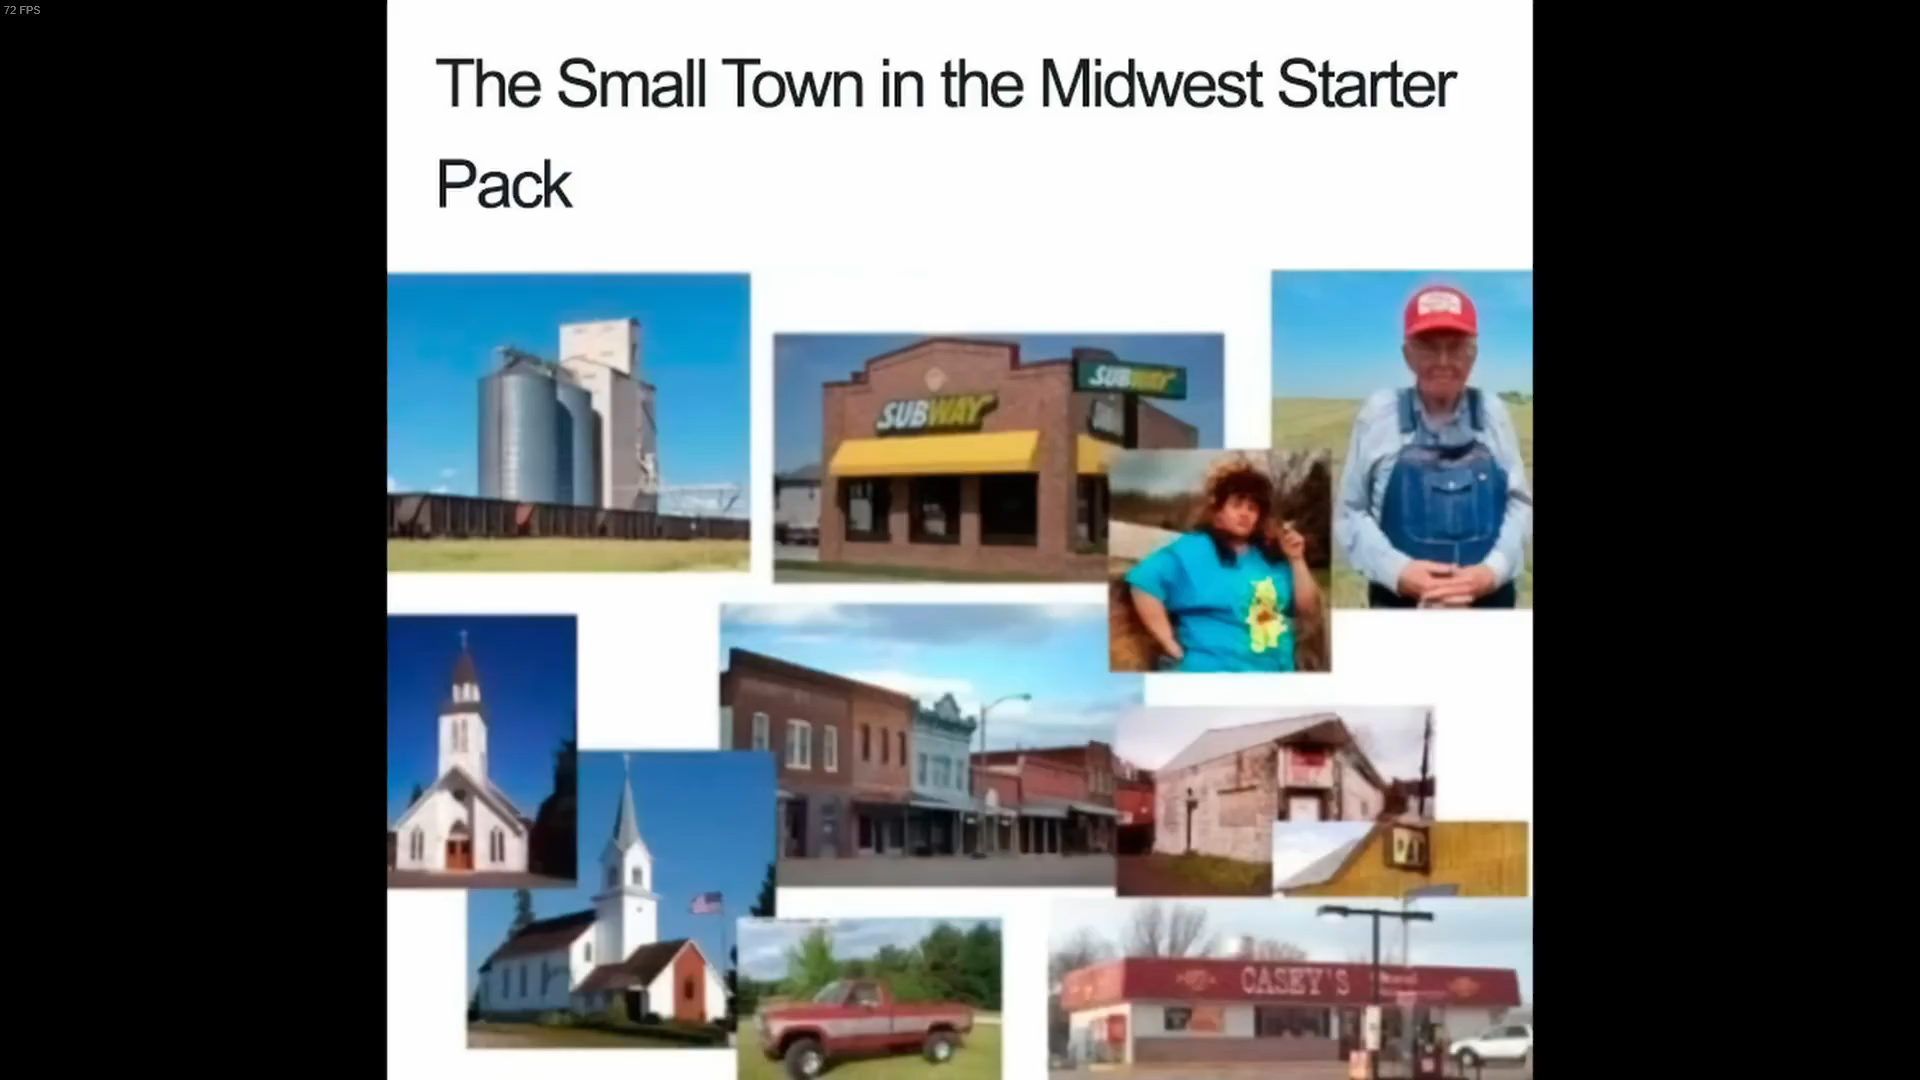 72 FPS
The Small Town in the Midwest Starter
Pack
SUBWAY
SUBWAY
CASEY'S